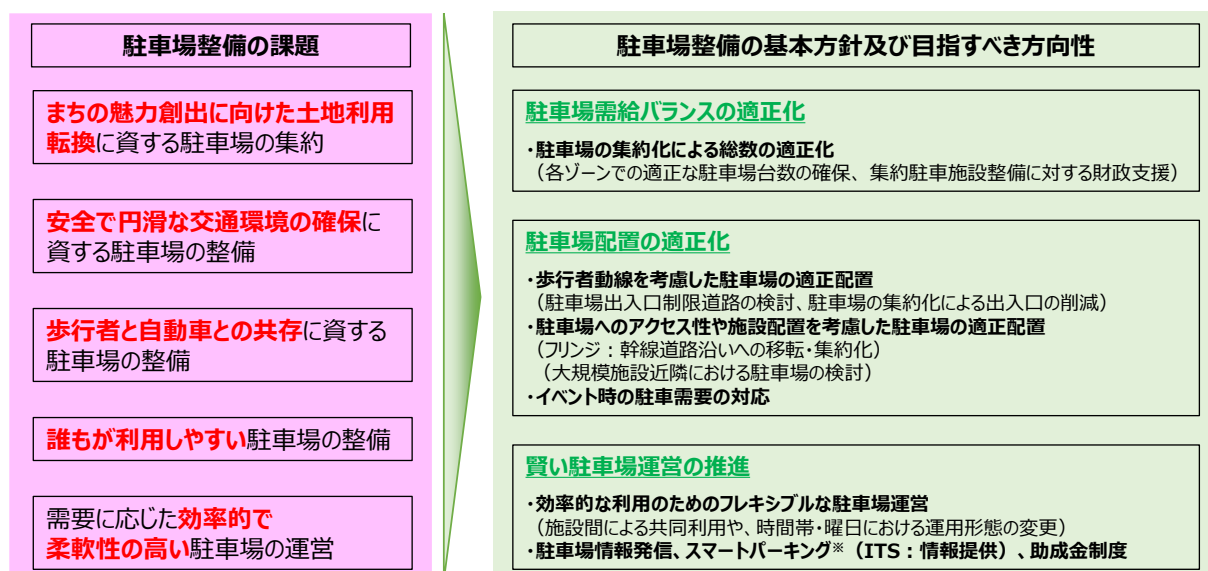 駐車場整備の課題
まちの魅力創出に向けた土地利用
転換に資する駐車場の集約
安全で円滑な交通環境の確保に
資する駐車場の整備
歩行者と自動車との共存に資する
駐車場の整備
誰もが利用しやすい駐車場の整備
需要に応じた効率的で
柔軟性の高い駐車場の運営
駐車場整備の基本方針及び目指すべき方向性
駐車場需給バランスの適正化
・駐車場の集約化による総数の適正化
（各ゾーンでの適正な駐車場台数の確保、集約駐車施設整備に対する財政支援）
駐車場配置の適正化
・歩行者動線を考慮した駐車場の適正配置
（駐車場出入口制限道路の検討、駐車場の集約化による出入口の削減）
・駐車場へのアクセス性や施設配置を考慮した駐車場の適正配置
（フリンジ：幹線道路沿いへの移転・集約化）
（大規模施設近隣における駐車場の検討）
・イベント時の駐車需要の対応
賢い駐車場運営の推進
・効率的な利用のためのフレキシブルな駐車場運営
（施設間による共同利用や、時間帯・曜日における運用形態の変更）
・駐車場情報発信、スマートパーキング※（ITS：情報提供）、助成金制度